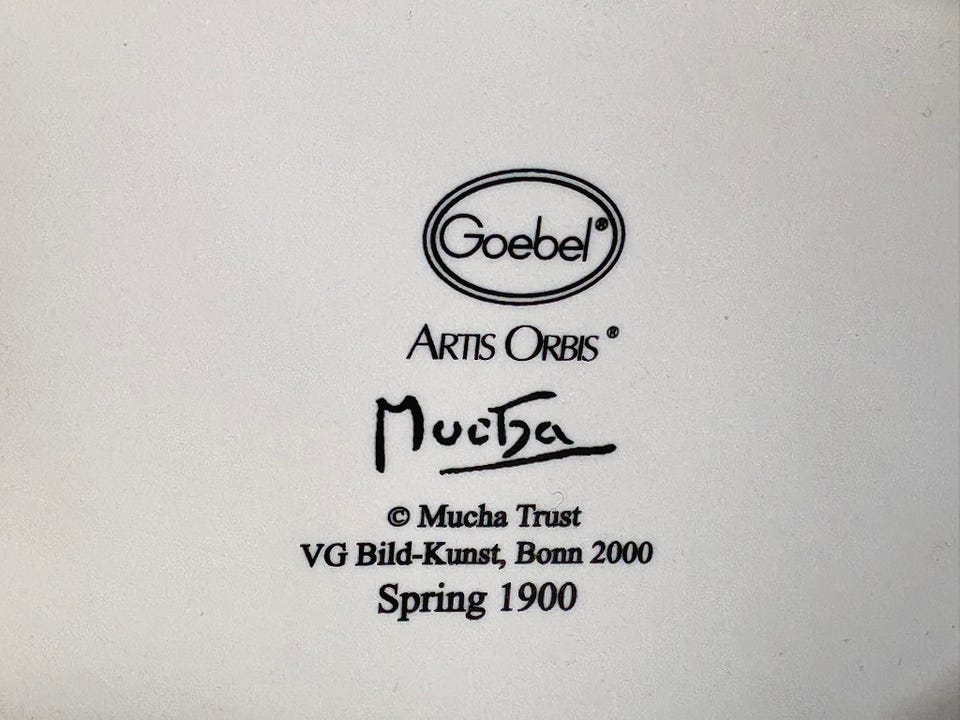 Goebel®
ARTIS ORBIS®
Mucha
© Mucha Trust
VG Bild-Kunst, Bonn 2000
Spring 1900